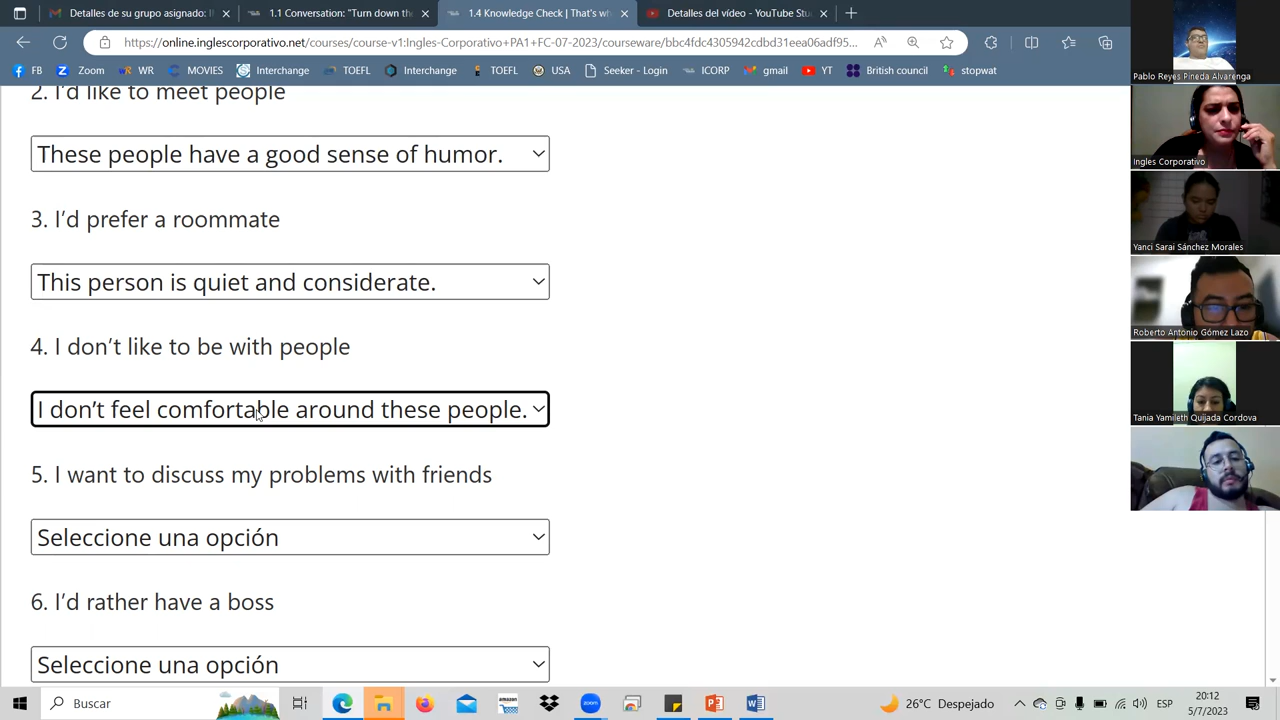 Detalles de su grupo asignado: I
1.1 Conversation: "Turn down th
1.4 Knowledge Check | That's wh
Detalles del vídeo - YouTube Stu
https://online.inglescorporativo.net/courses/course-v1:Ingles-Corporativo+PA1+FC-07-2023/courseware/bbc4fdc4305942cdbd31eea06adf95...
FB
Zoom
WR
MOVIES
Interchange
TOEFL
Interchange
TOEFL
USA
Seeker - Login
ICORP
gmail
YT
British council
stopwat
2. I'd like to meet people
These people have a good sense of humor.
3. I'd prefer a roommate
This person is quiet and considerate.
4. I don't like to be with people
I don't feel comfortable around these people.
5. I want to discuss my problems with friends
Seleccione una opción
6. I'd rather have a boss
Seleccione una opción
Pablo Reyes Pineda Alvarenga
Ingles Corporativo
Yanci Sarai Sánchez Morales
Roberto Antonio Gómez Lazo
Tania Yamileth Quijada Cordova
Buscar
26°C Despejado
ESP
20:12
5/7/2023